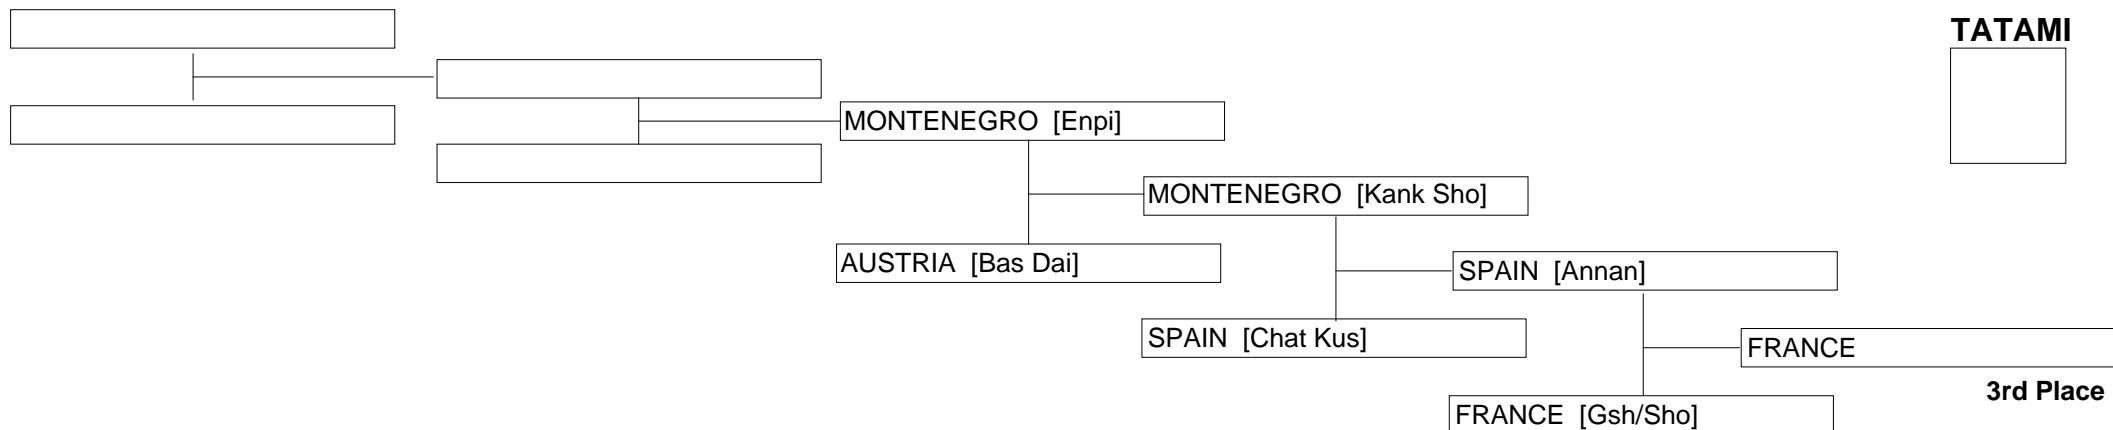 TATAMI
MONTENEGRO [Enpi]
MONTENEGRO [Kank Sho]
AUSTRIA [Bas Dai]
SPAIN [Annan]
SPAIN [Chat Kus]
FRANCE
3rd Place
FRANCE [Gsh/Sho]